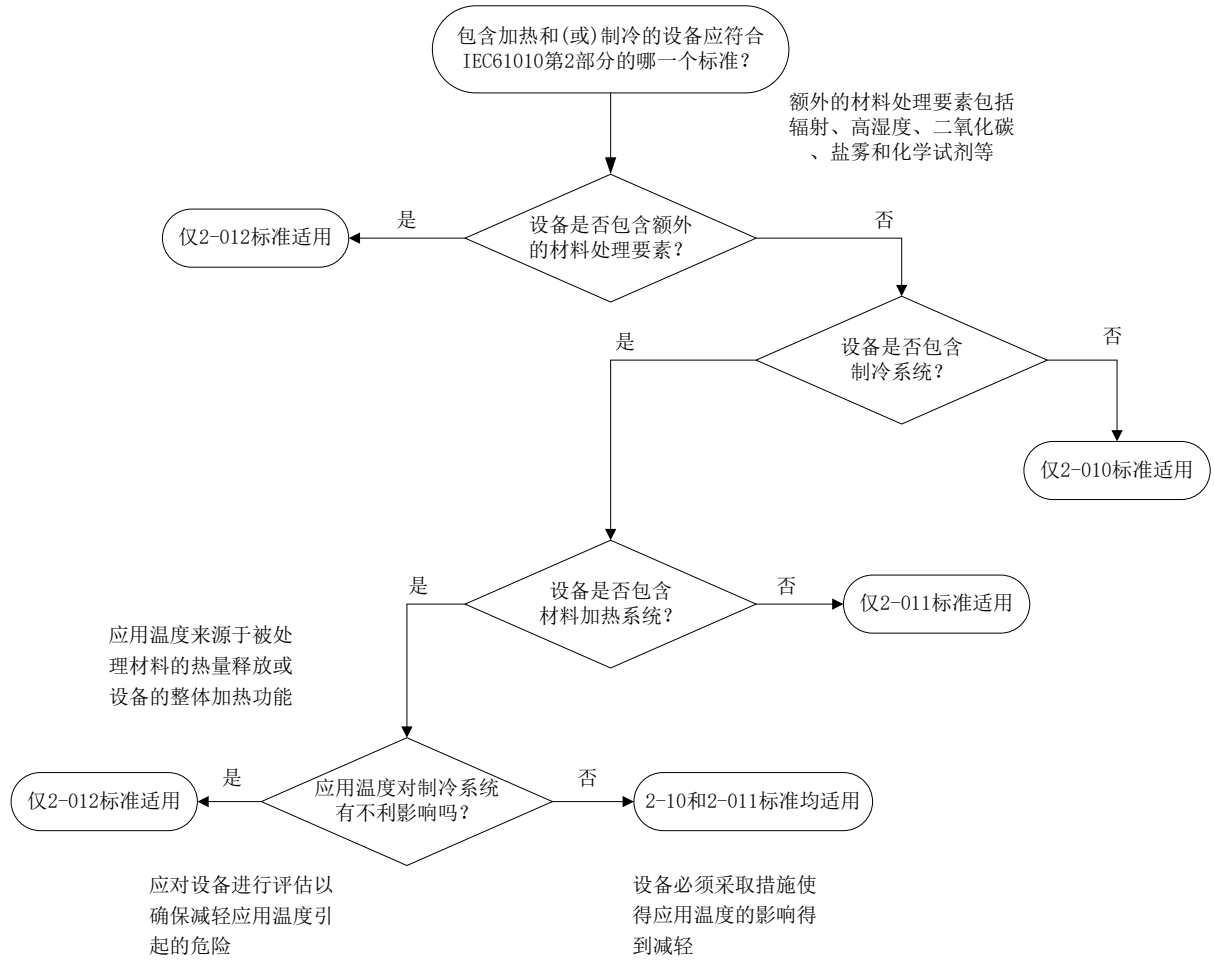 包含加热和(或)制冷的设备应符合
IEC61010第2部分的哪一个标准？
额外的材料处理要素包括
辐射、高湿度、二氧化碳
、盐雾和化学试剂等
设备是否包含额外
的材料处理要素？
是
否
仅2-012标准适用
设备是否包含
制冷系统？
是
否
仅2-010标准适用
设备是否包含
材料加热系统？
是
否
仅2-011标准适用
应用温度来源于被处
理材料的热量释放或
设备的整体加热功能
应用温度对制冷系统
有不利影响吗？
是
否
仅2-012标准适用
2-10和2-011标准均适用
应对设备进行评估以
确保减轻应用温度引
起的危险
设备必须采取措施使
得应用温度的影响得
到减轻